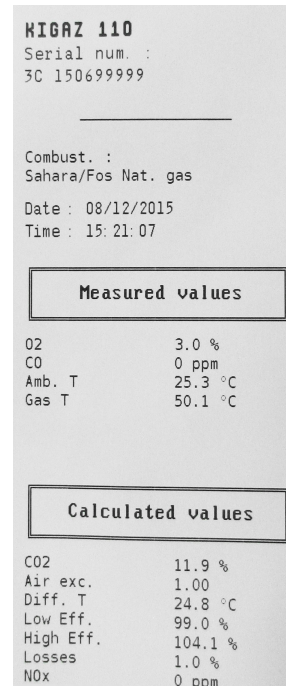 KIGAZ 110
Serial num. :
3C 150699999
Combust. :
Sahara/Fos Nat. gas
Date : 08/12/2015
Time : 15:21:07
Measured values
O2 3.0 %
CO 0 ppm
Amb. T 25.3 °C
Gas T 50.1 °C
Calculated values
CO2 11.9 %
Air exc. 1.00
Diff. T 24.8 °C
Low Eff. 99.0 %
High Eff. 104.1 %
Losses 1.0 %
NOx 0 ppm